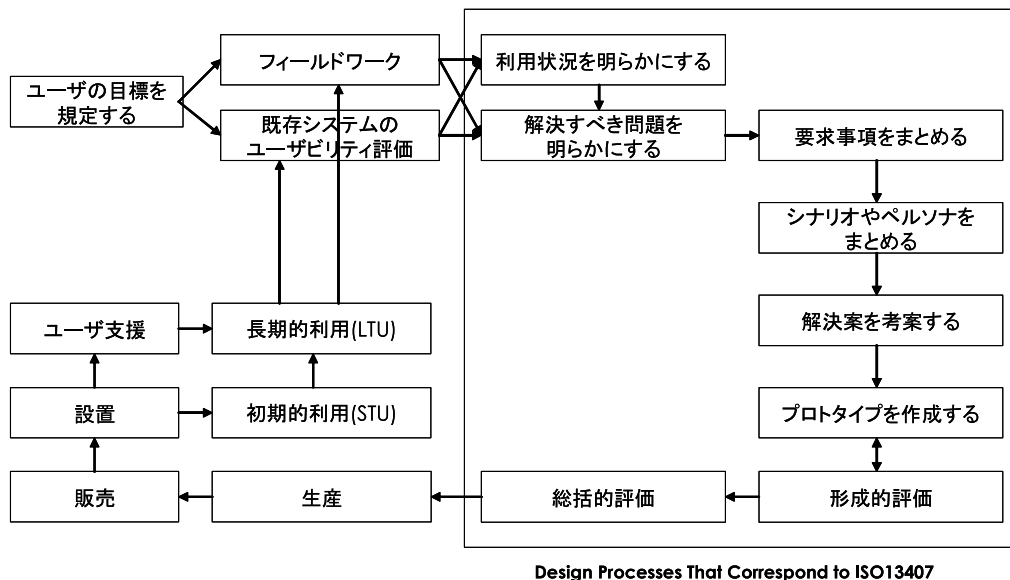 フィールドワーク
利用状況を明らかにする
ユーザの目標を
規定する
既存システムの
ユーザビリティ評価
解決すべき問題を
明らかにする
要求事項をまとめる
シナリオやペルソナを
まとめる
ユーザ支援
長期的利用(LTU)
解決案を考案する
設置
初期的利用(STU)
プロトタイプを作成する
販売
生産
総括的評価
形成的評価
Design Processes That Correspond to ISO13407